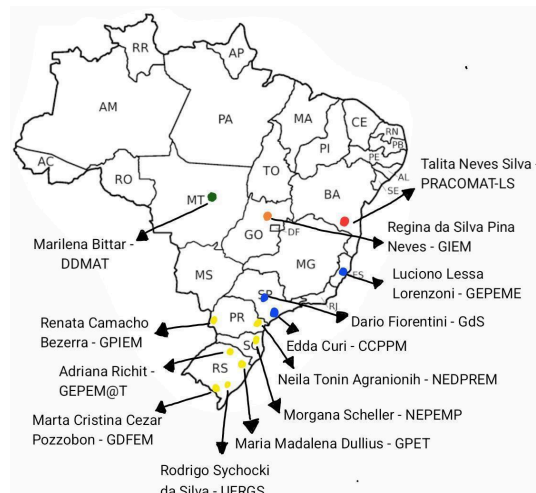 RR
AP
AM
PA
MA
CE
RN
PB
PI
PE
AC
AL
TO
SE
RO
BA
Talita Neves Silva -
PRACOMAT-LS
MT
Regina da Silva Pina
Neves - GIEM
GO
DF
Marilena Bittar -
DDMAT
MG
MS
ES
Luciono Lessa
Lorenzoni - GEPEME
SP
RJ
Dario Fiorentini - GdS
PR
Renata Camacho
Bezerra - GPIEM
Edda Curi - CCPPM
SC
Adriana Richit -
GEPEM@T
RS
Neila Tonin Agranionih - NEDPREM
Morgana Scheller - NEPEMP
Marta Cristina Cezar
Pozzobon - GDFEM
Maria Madalena Dullius - GPET
Rodrigo Sychocki
da Silva - UFRGS